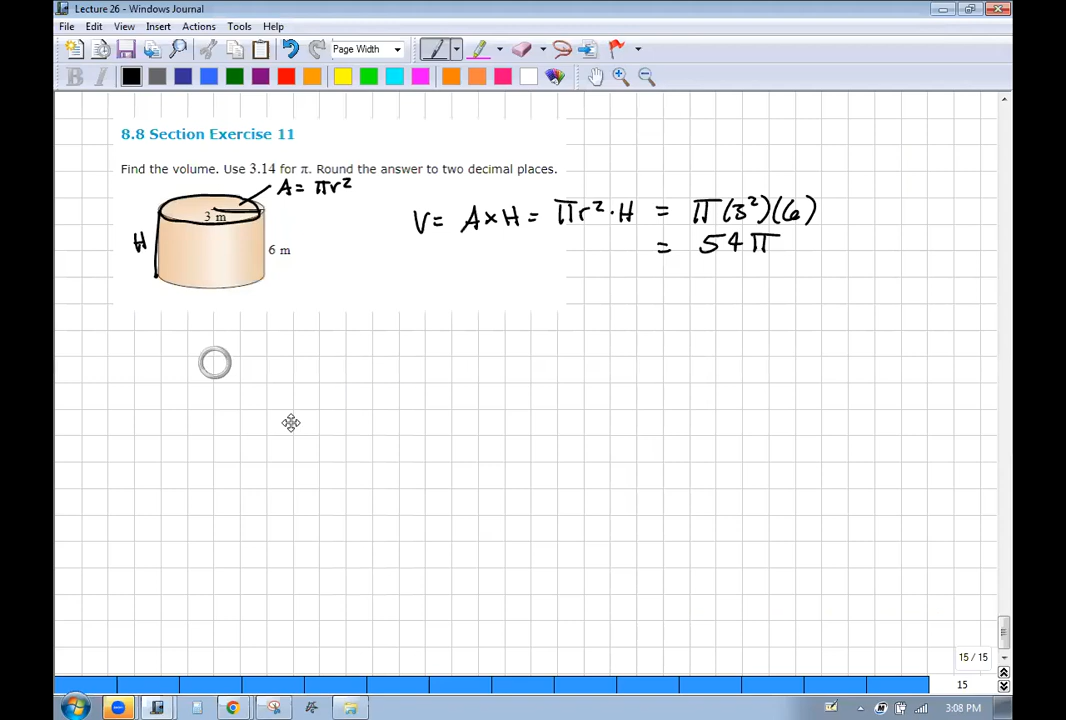 Lecture 26 - Windows Journal
File Edit View Insert Actions Tools Help
Page Width
B I
8.8 Section Exercise 11
Find the volume. Use 3.14 for π. Round the answer to two decimal places.
A = πr²
3 m
H
6 m
V = A×H = πr²·H = π(3²)(6)
= 54π
15 / 15
15
3:08 PM